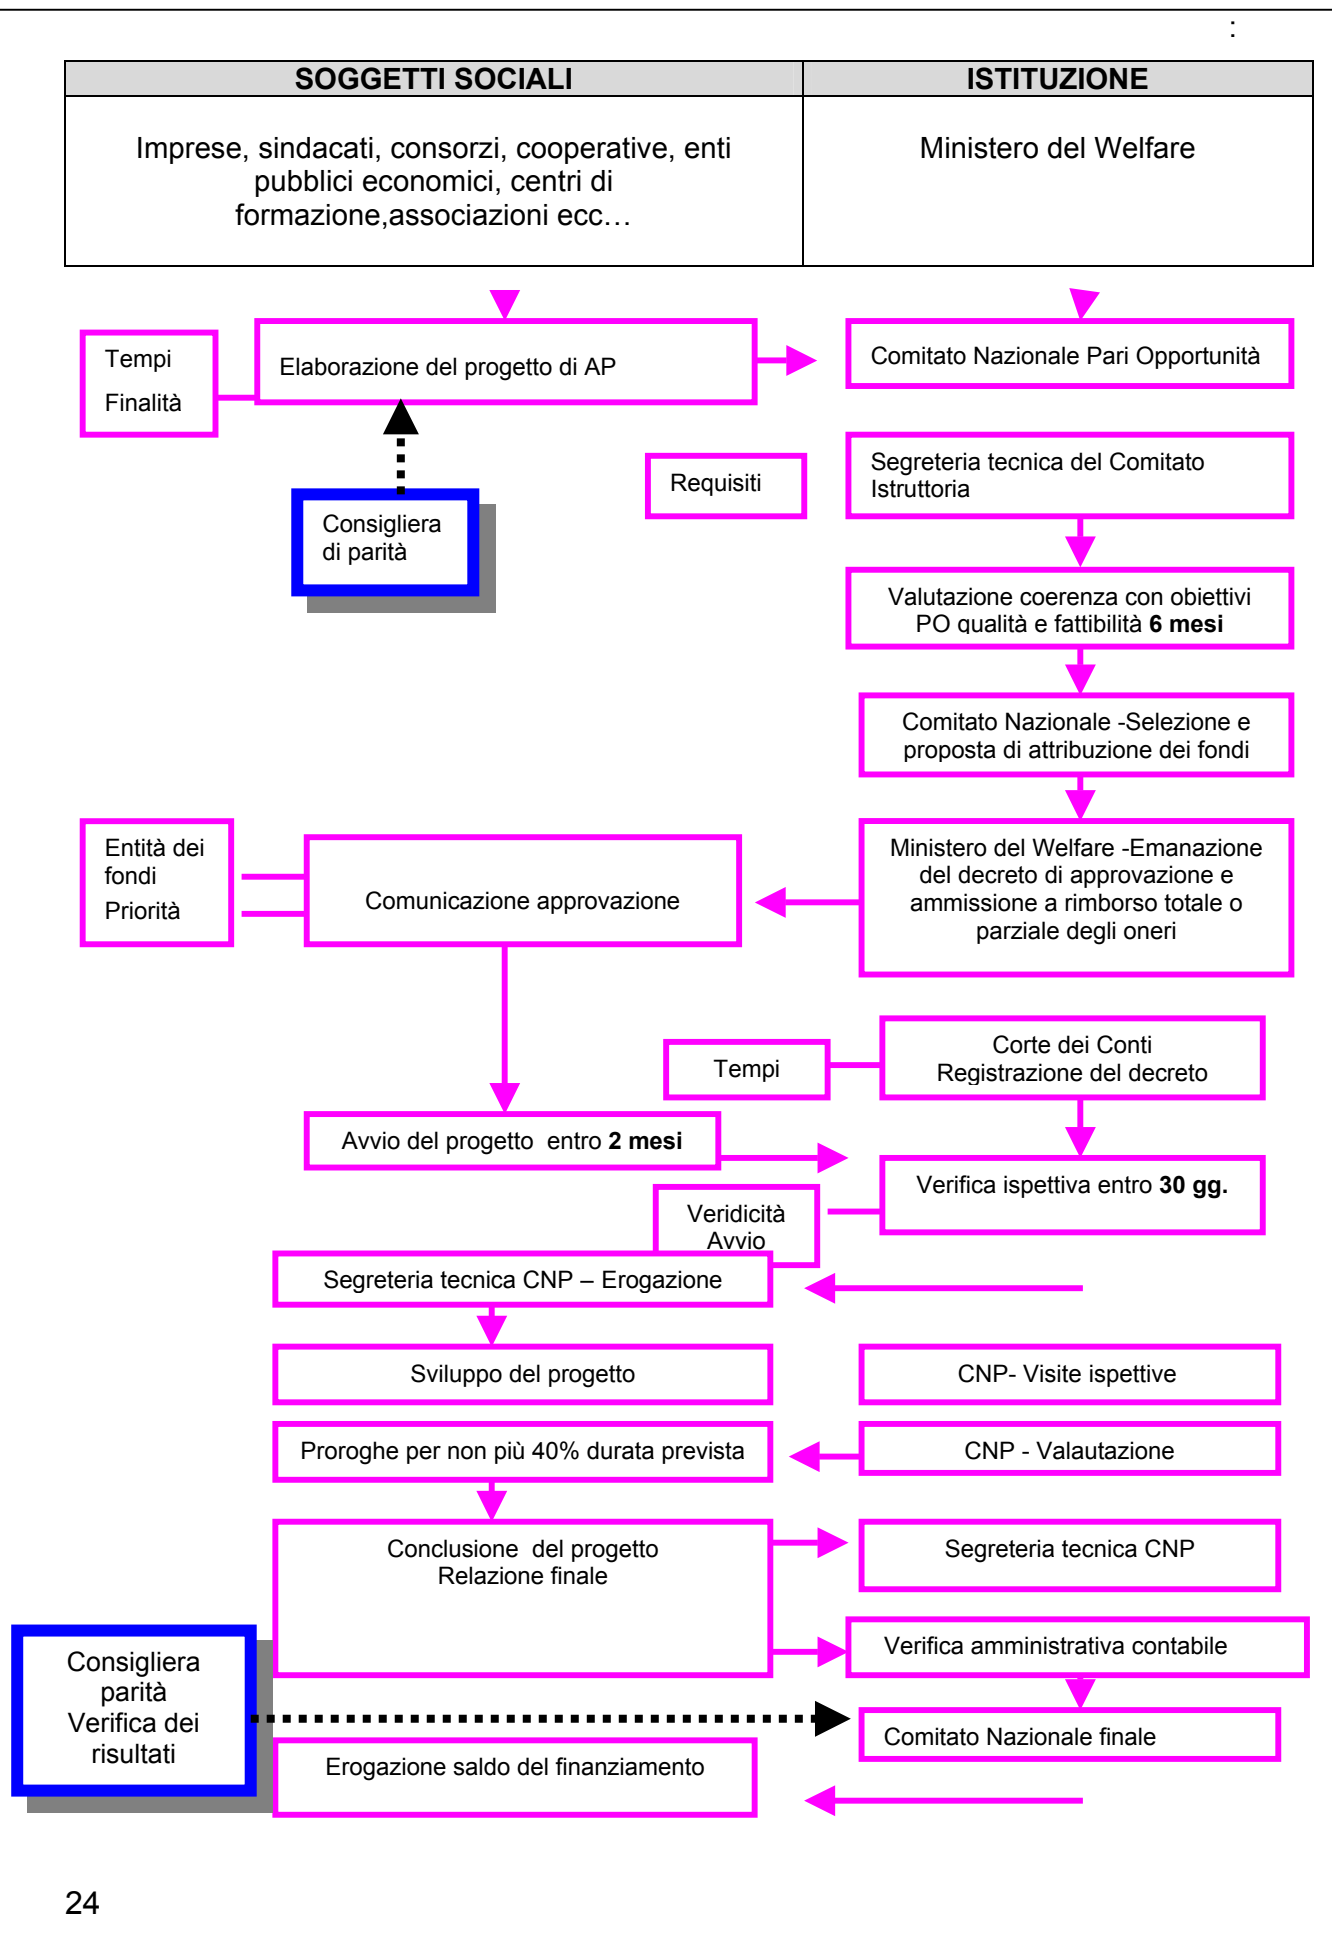 :
SOGGETTI SOCIALI
ISTITUZIONE
Imprese, sindacati, consorzi, cooperative, enti
pubblici economici, centri di
formazione,associazioni ecc…
Ministero del Welfare
Tempi
Finalità
Elaborazione del progetto di AP
Comitato Nazionale Pari Opportunità
Consigliera
di parità
Requisiti
Segreteria tecnica del Comitato
Istruttoria
Valutazione coerenza con obiettivi
PO qualità e fattibilità 6 mesi
Comitato Nazionale -Selezione e
proposta di attribuzione dei fondi
Entità dei
fondi
Priorità
Comunicazione approvazione
Ministero del Welfare -Emanazione
del decreto di approvazione e
ammissione a rimborso totale o
parziale degli oneri
Tempi
Corte dei Conti
Registrazione del decreto
Avvio del progetto  entro 2 mesi
Verifica ispettiva entro 30 gg.
Veridicità
Avvio
Segreteria tecnica CNP – Erogazione
Sviluppo del progetto
CNP- Visite ispettive
Proroghe per non più 40% durata prevista
CNP - Valautazione
Conclusione  del progetto
Relazione finale
Segreteria tecnica CNP
Verifica amministrativa contabile
Consigliera
parità
Verifica dei
risultati
Comitato Nazionale finale
Erogazione saldo del finanziamento
24